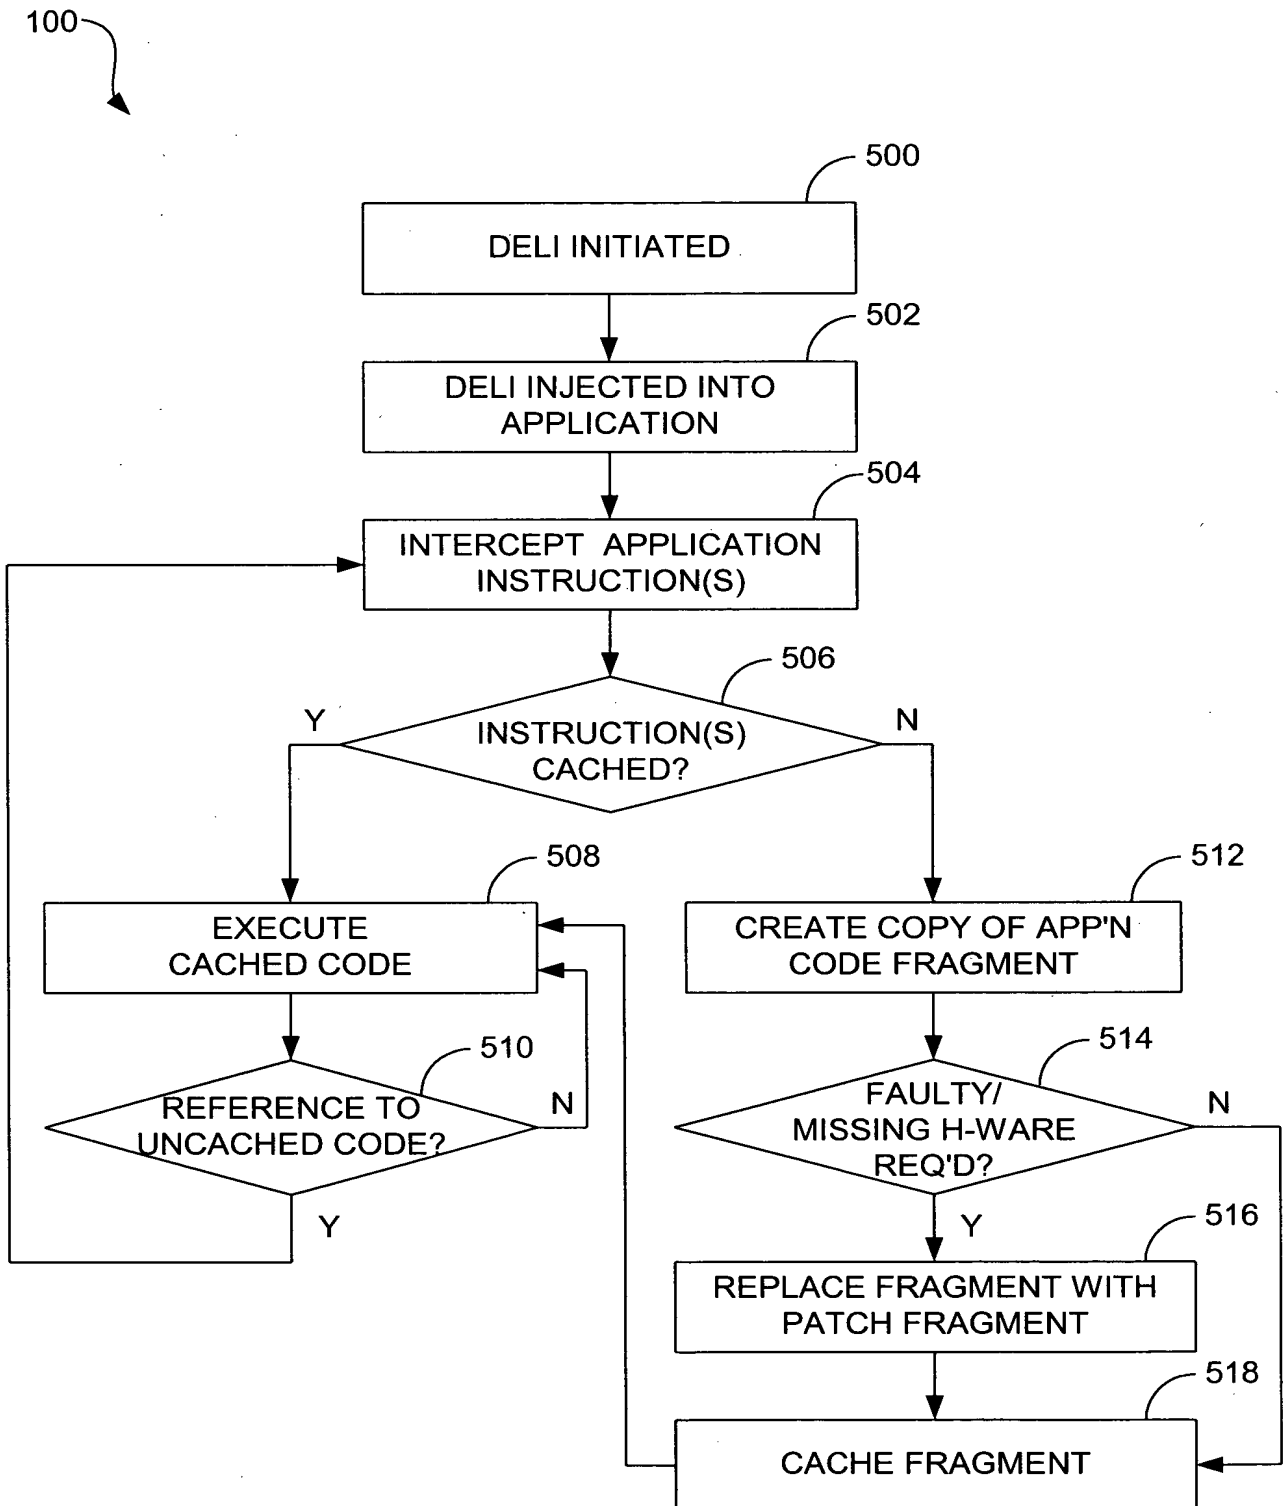 100
500
DELI INITIATED
502
DELI INJECTED INTO
APPLICATION
504
INTERCEPT APPLICATION
INSTRUCTION(S)
506
Y
N
INSTRUCTION(S)
CACHED?
508
512
EXECUTE
CACHED CODE
CREATE COPY OF APP'N
CODE FRAGMENT
510
514
REFERENCE TO
UNCACHED CODE?
N
FAULTY/
MISSING H-WARE
REQ'D?
N
Y
Y
516
REPLACE FRAGMENT WITH
PATCH FRAGMENT
518
CACHE FRAGMENT